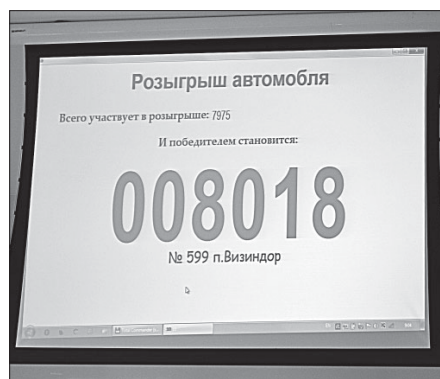 Розыгрыш автомобля
Всего участвует в розыгрыше: 7975
И победителем становится:
008018
№ 599 п.Визиндор